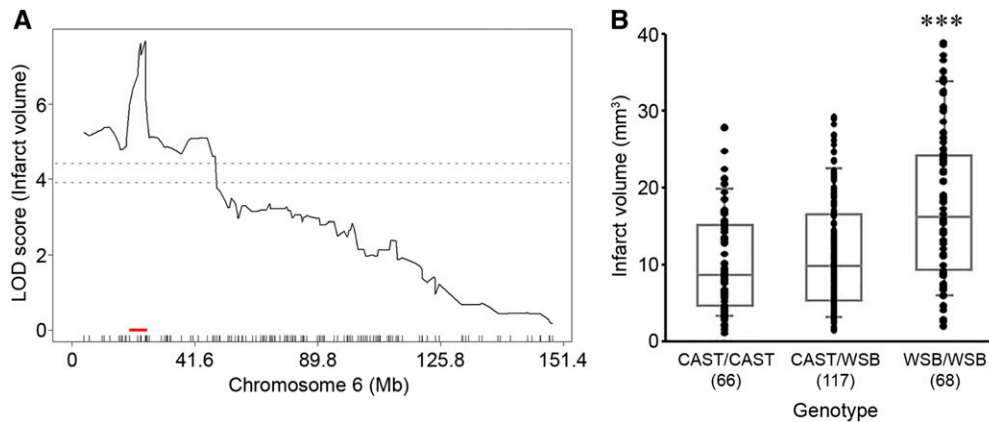 A
LOD score (Infarct volume)
6
4
2
0
0 41.6 89.8 125.8 151.4
Chromosome 6 (Mb)
B
Infarct volume (mm³)
40
30
20
10
0
***
CAST/CAST CAST/WSB WSB/WSB
(66) (117) (68)
Genotype